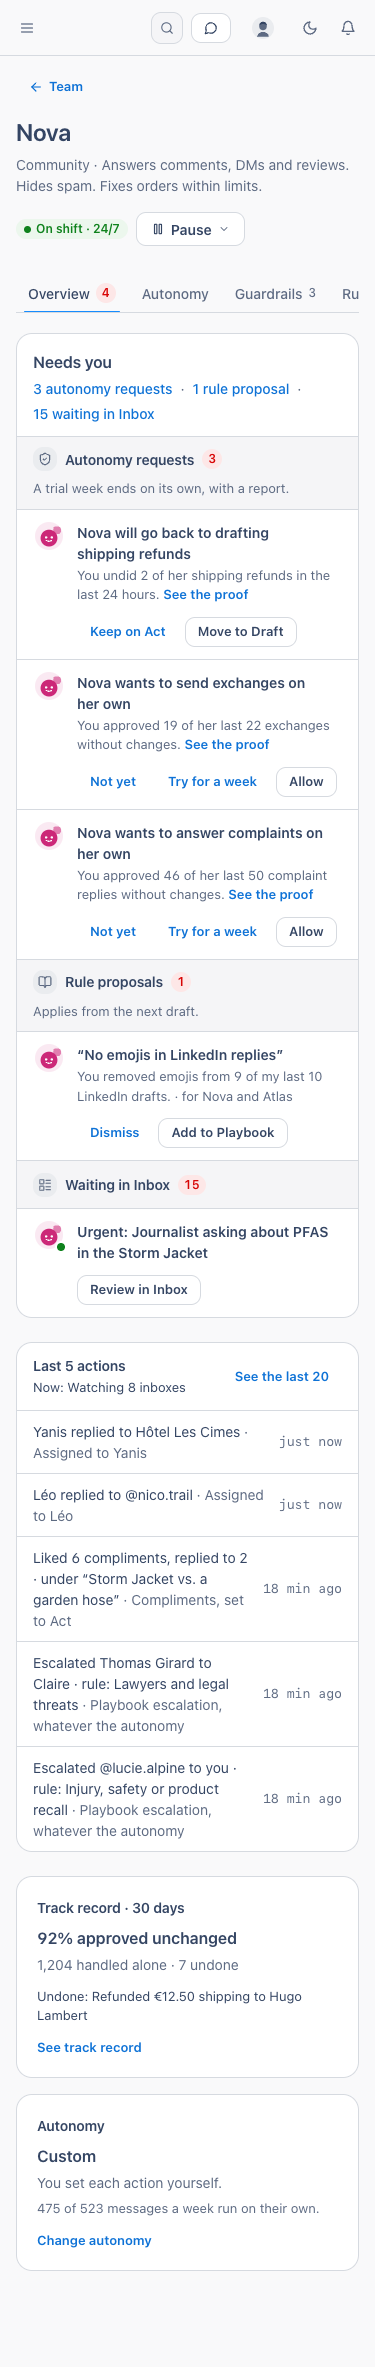 Team
Nova
Community · Answers comments, DMs and reviews.
Hides spam. Fixes orders within limits.
On shift · 24/7
Pause
Overview 4
Autonomy
Guardrails 3
Ru
Needs you
3 autonomy requests · 1 rule proposal ·
15 waiting in Inbox
Autonomy requests 3
A trial week ends on its own, with a report.
Nova will go back to drafting
shipping refunds
You undid 2 of her shipping refunds in the
last 24 hours. See the proof
Keep on Act
Move to Draft
Nova wants to send exchanges on
her own
You approved 19 of her last 22 exchanges
without changes. See the proof
Not yet
Try for a week
Allow
Nova wants to answer complaints on
her own
You approved 46 of her last 50 complaint
replies without changes. See the proof
Not yet
Try for a week
Allow
Rule proposals 1
Applies from the next draft.
“No emojis in LinkedIn replies”
You removed emojis from 9 of my last 10
LinkedIn drafts. · for Nova and Atlas
Dismiss
Add to Playbook
Waiting in Inbox 15
Urgent: Journalist asking about PFAS
in the Storm Jacket
Review in Inbox
Last 5 actions
Now: Watching 8 inboxes
See the last 20
Yanis replied to Hôtel Les Cimes ·
Assigned to Yanis
just now
Léo replied to @nico.trail · Assigned
to Léo
just now
Liked 6 compliments, replied to 2
· under “Storm Jacket vs. a
garden hose” · Compliments, set
to Act
18 min ago
Escalated Thomas Girard to
Claire · rule: Lawyers and legal
threats · Playbook escalation,
whatever the autonomy
18 min ago
Escalated @lucie.alpine to you ·
rule: Injury, safety or product
recall · Playbook escalation,
whatever the autonomy
18 min ago
Track record · 30 days
92% approved unchanged
1,204 handled alone · 7 undone
Undone: Refunded €12.50 shipping to Hugo
Lambert
See track record
Autonomy
Custom
You set each action yourself.
475 of 523 messages a week run on their own.
Change autonomy